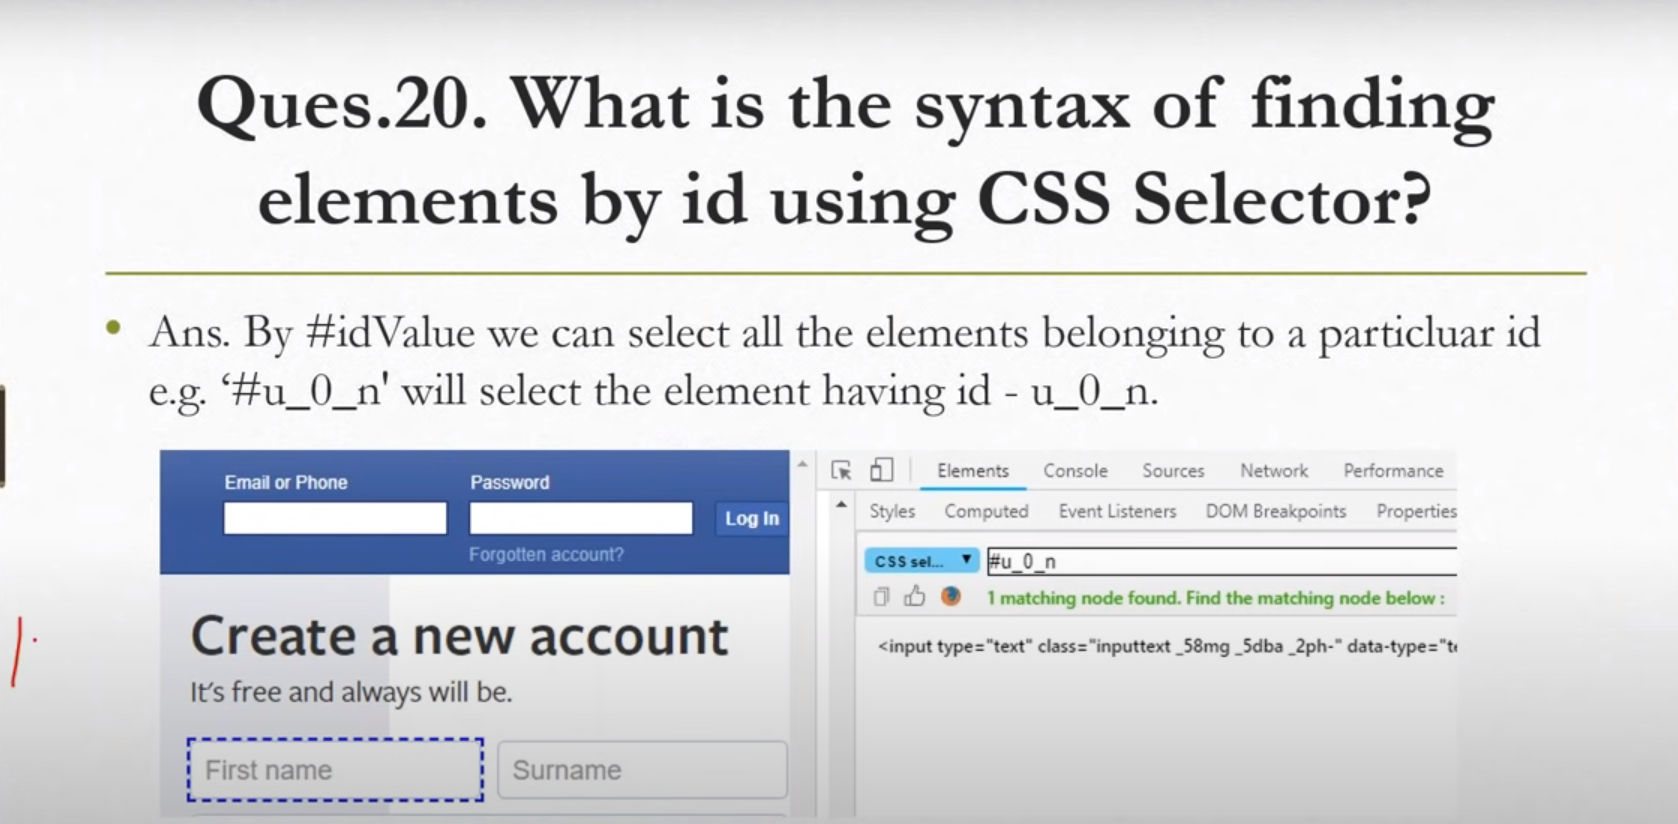 Ques.20. What is the syntax of finding
elements by id using CSS Selector?
• Ans. By #idValue we can select all the elements belonging to a particluar id
e.g. ‘#u_0_n' will select the element having id - u_0_n.
Email or Phone
Password
Log In
Forgotten account?
Create a new account
It's free and always will be.
First name
Surname
Elements Console Sources Network Performance
Styles Computed Event Listeners DOM Breakpoints Properties
CSS sel...
#u_0_n
1 matching node found. Find the matching node below :
<input type="text" class="inputtext _58mg _5dba _2ph-" data-type="te